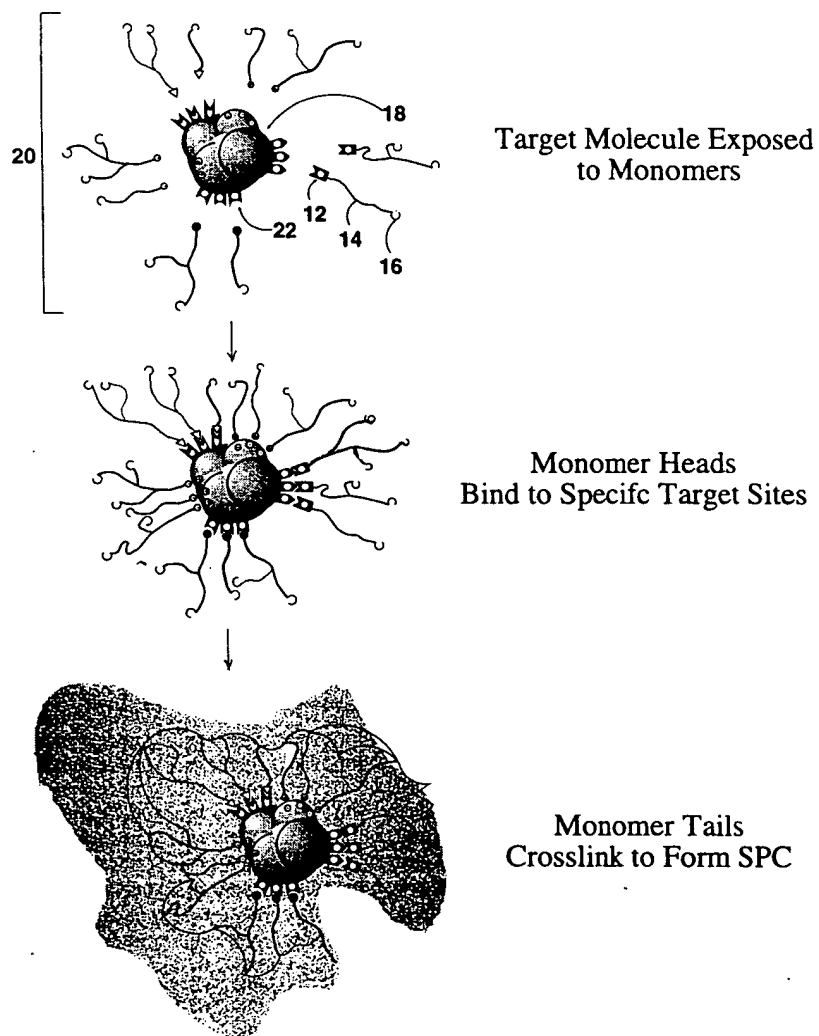 20
18
12
14
16
22
Target Molecule Exposed
to Monomers
Monomer Heads
Bind to Specifc Target Sites
Monomer Tails
Crosslink to Form SPC